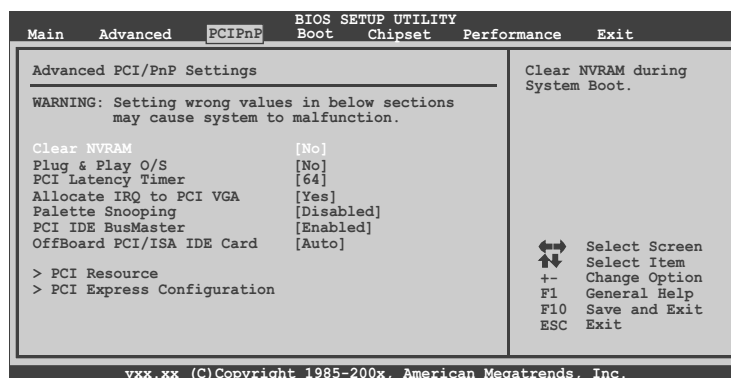 BIOS SETUP UTILITY
Main Advanced PCIPnP Boot Chipset Performance Exit
Advanced PCI/PnP Settings
WARNING: Setting wrong values in below sections
may cause system to malfunction.
Clear NVRAM [No]
Plug & Play O/S [No]
PCI Latency Timer [64]
Allocate IRQ to PCI VGA [Yes]
Palette Snooping [Disabled]
PCI IDE BusMaster [Enabled]
OffBoard PCI/ISA IDE Card [Auto]
> PCI Resource
> PCI Express Configuration
Clear NVRAM during
System Boot.
Select Screen
Select Item
+- Change Option
F1 General Help
F10 Save and Exit
ESC Exit
vxx.xx (C)Copyright 1985-200x, American Megatrends, Inc.